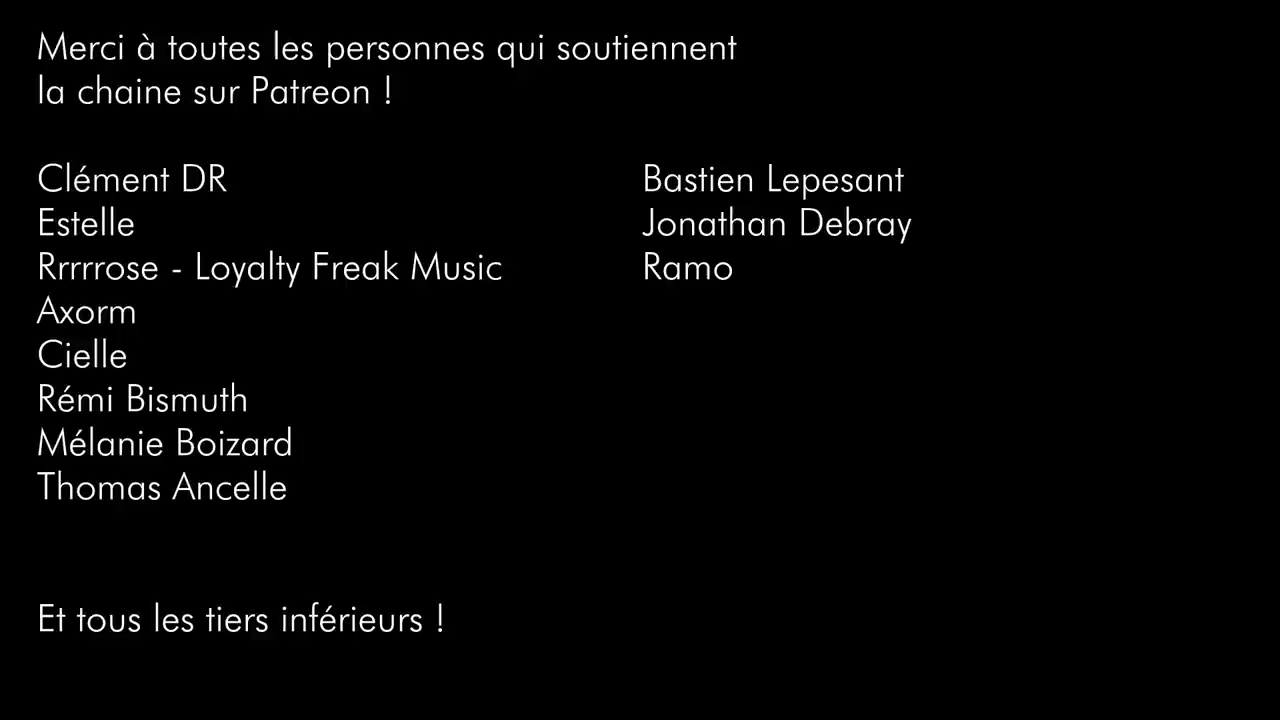 Merci à toutes les personnes qui soutiennent
la chaine sur Patreon !
Clément DR
Estelle
Rrrrrose - Loyalty Freak Music
Axorm
Cielle
Rémi Bismuth
Mélanie Boizard
Thomas Ancelle
Bastien Lepesant
Jonathan Debray
Ramo
Et tous les tiers inférieurs !